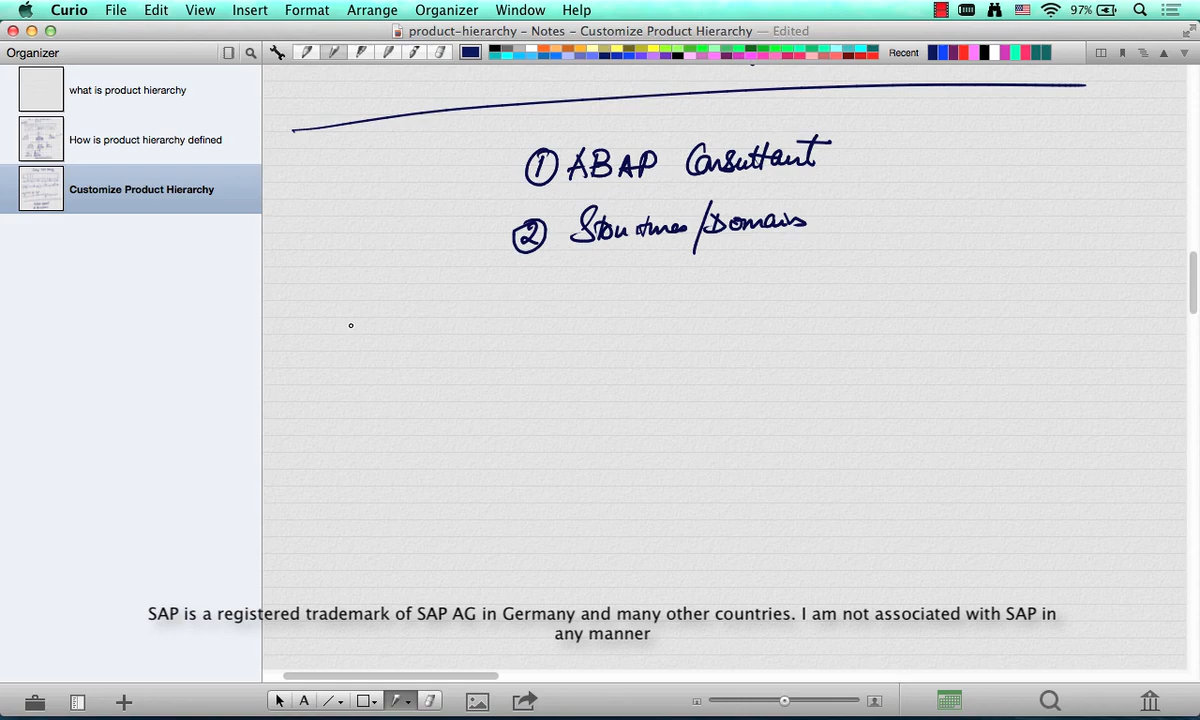 Curio File Edit View Insert Format Arrange Organizer Window Help 97%
product-hierarchy – Notes – Customize Product Hierarchy — Edited
Organizer Recent
what is product hierarchy
How is product hierarchy defined
Customize Product Hierarchy
① ABAP Consultant
② Structures/Domains
A
SAP is a registered trademark of SAP AG in Germany and many other countries. I am not associated with SAP in
any manner